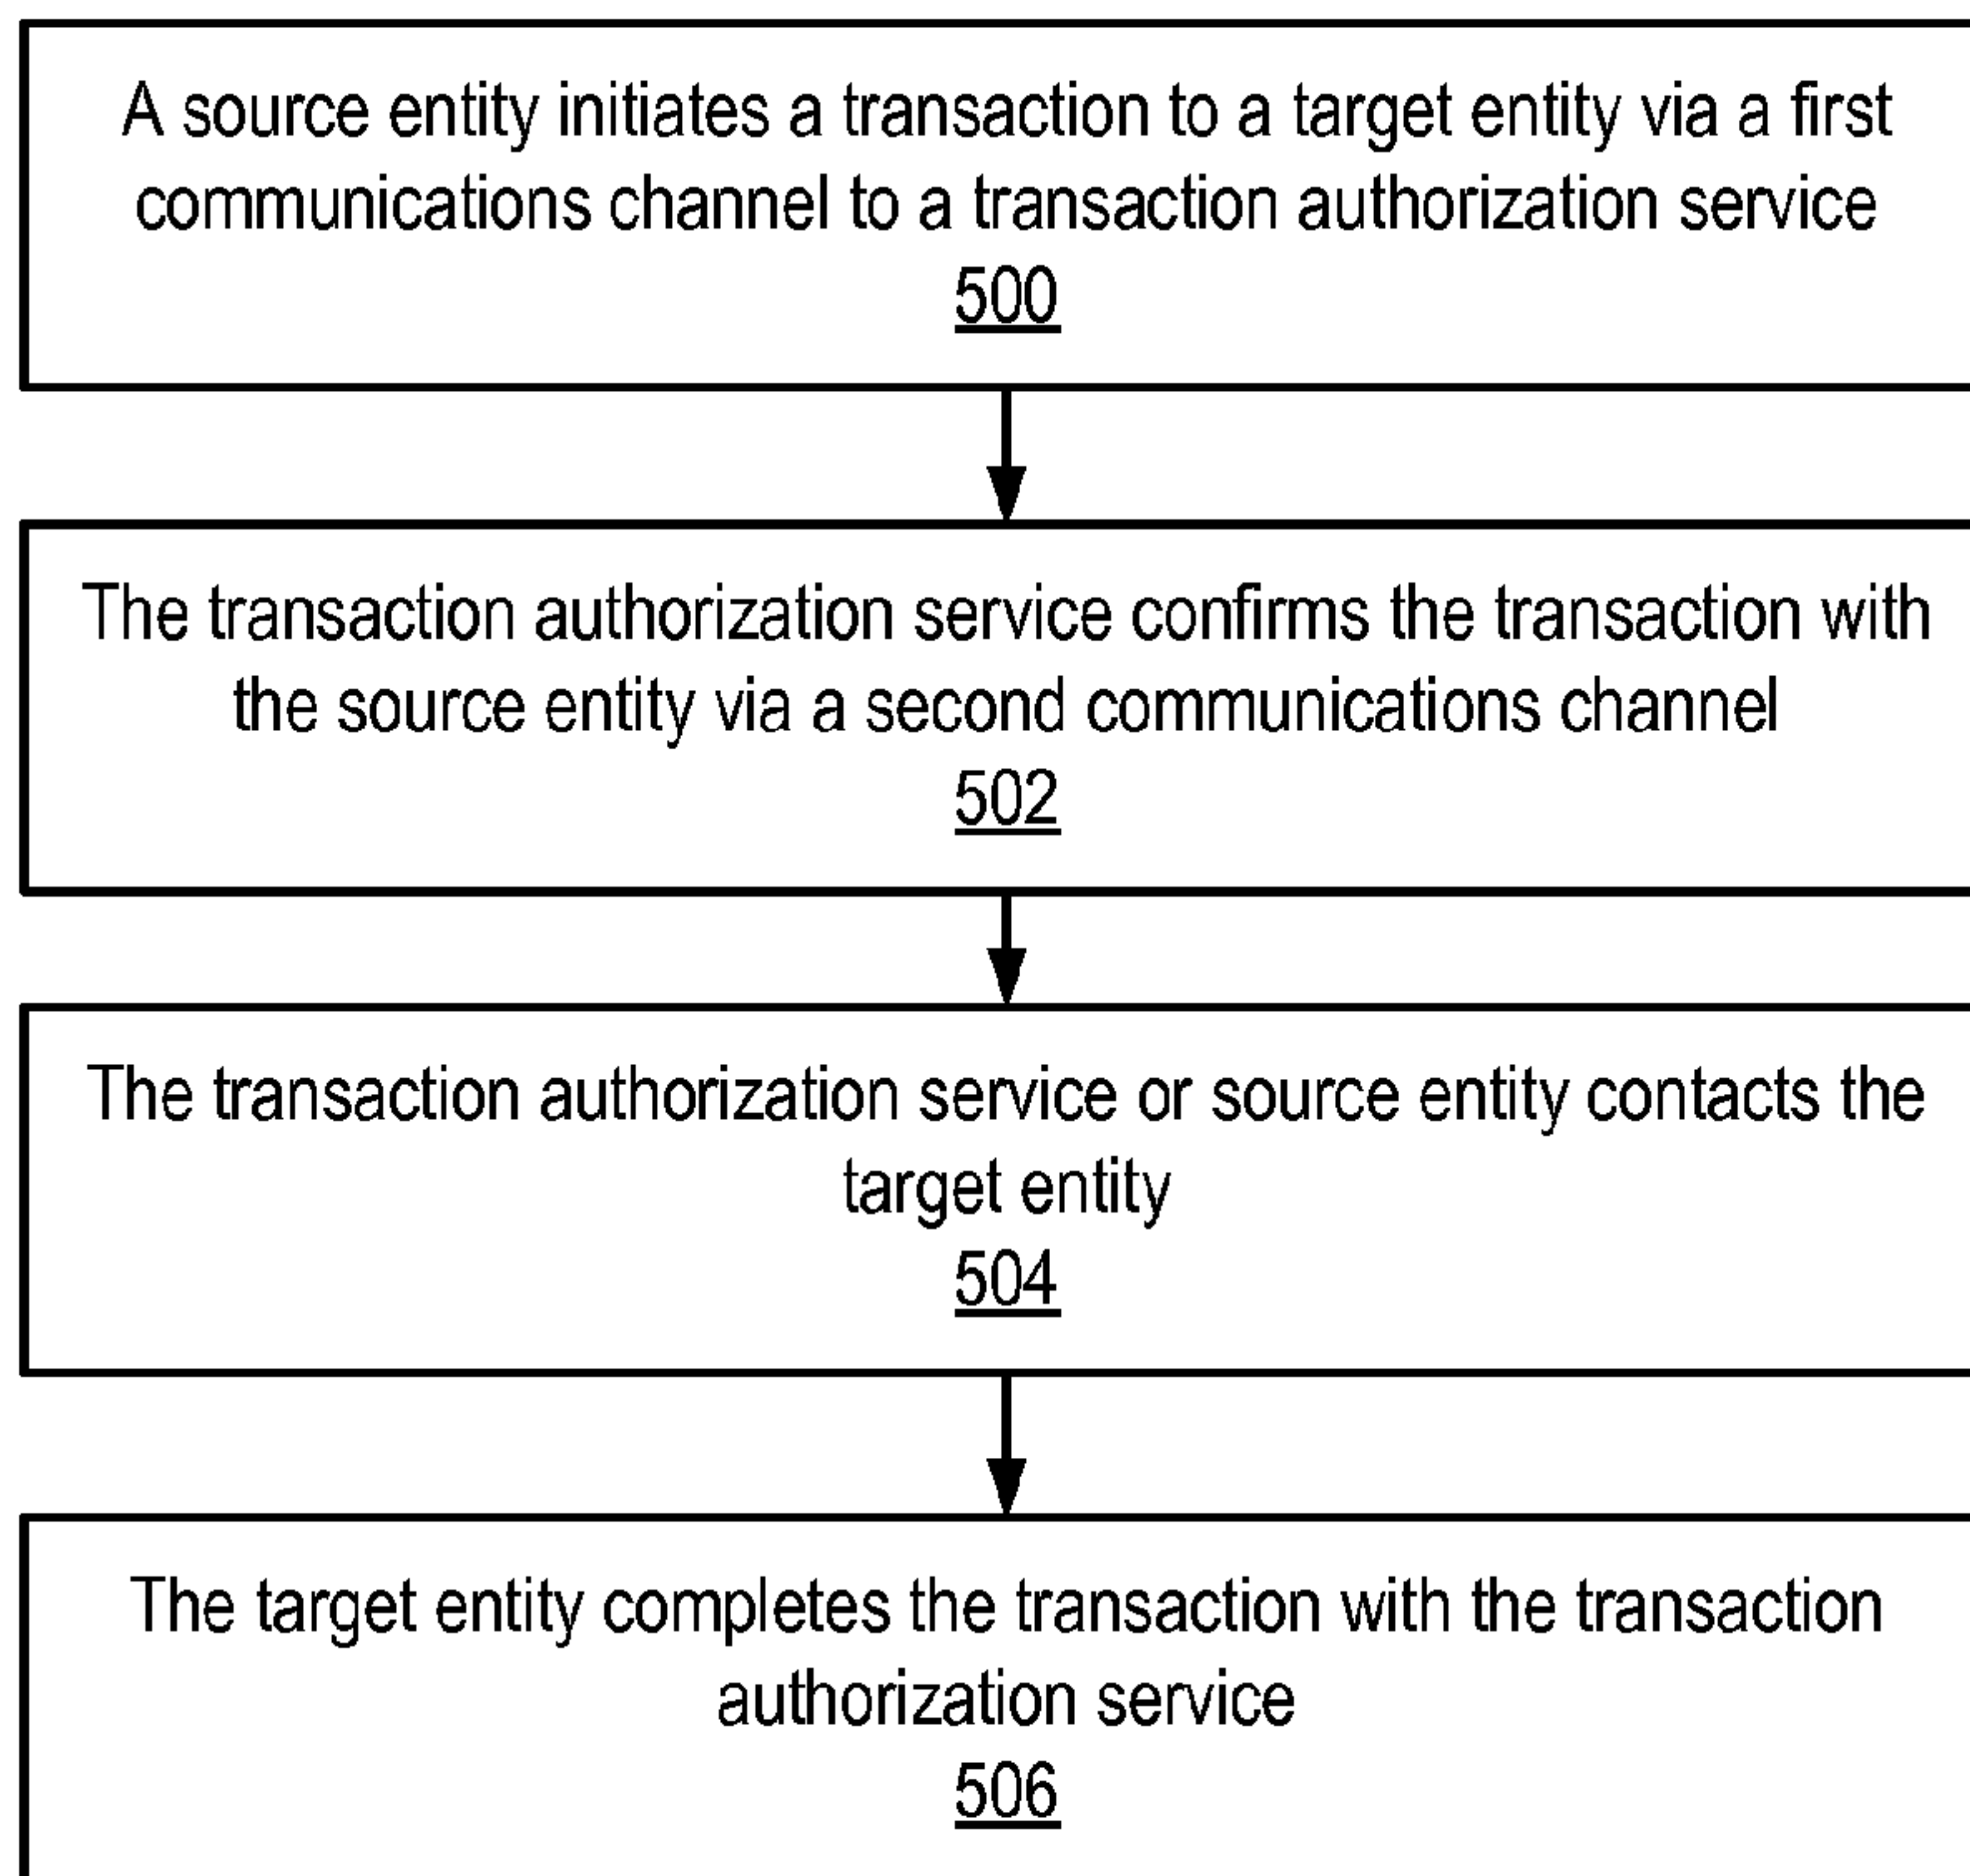 A source entity initiates a transaction to a target entity via a first
communications channel to a transaction authorization service
500
The transaction authorization service confirms the transaction with
the source entity via a second communications channel
502
The transaction authorization service or source entity contacts the
target entity
504
The target entity completes the transaction with the transaction
authorization service
506